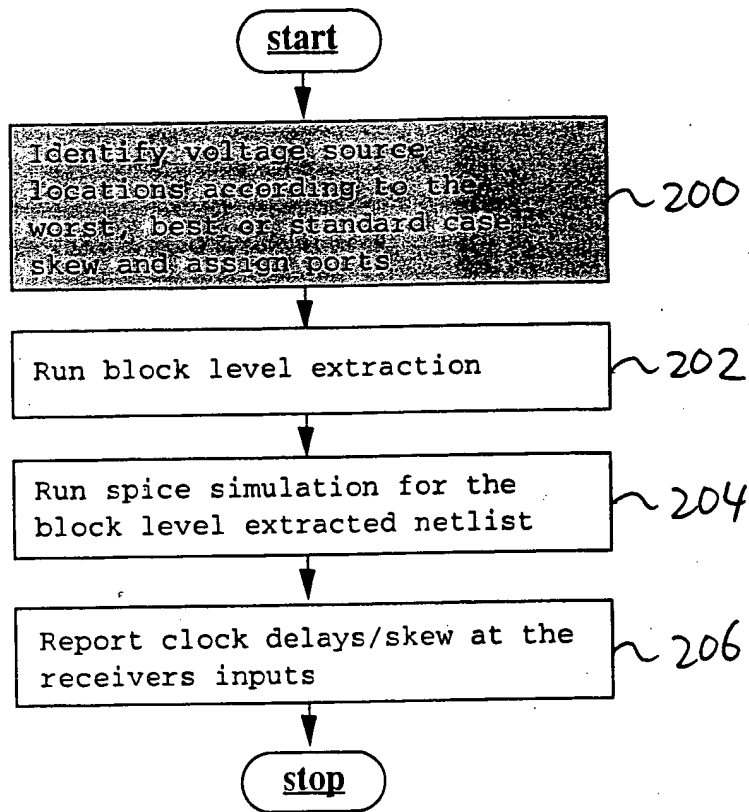 start
Identify voltage source
locations according to the
worst, best or standard case
skew and assign ports
200
Run block level extraction
202
Run spice simulation for the
block level extracted netlist
204
Report clock delays/skew at the
receivers inputs
206
stop